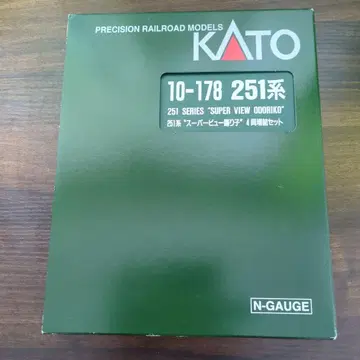 PRECISION RAILROAD MODELS
KATO
10-178 251系
251 SERIES "SUPER VIEW ODORIKO"
251系 "スーパービュー踊り子" 4両増結セット
N-GAUGE